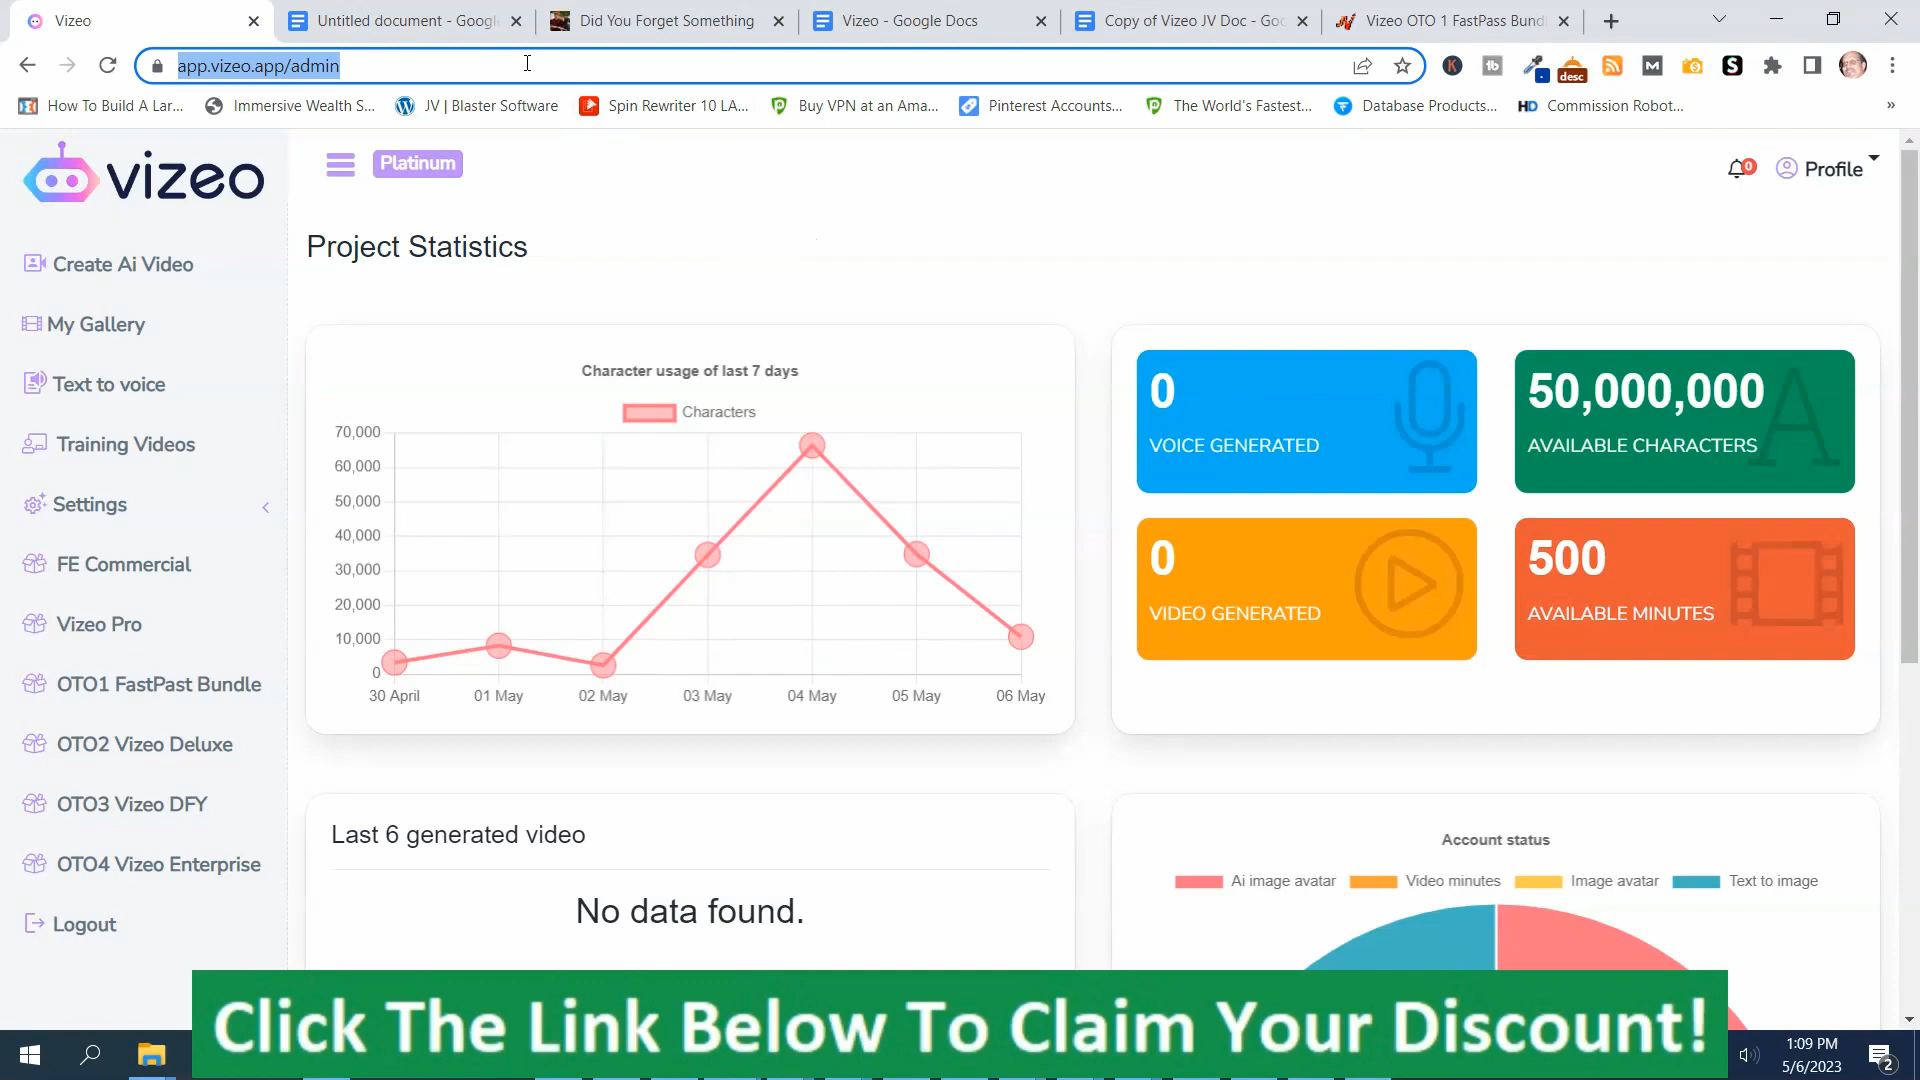 Vizeo
Untitled document - Google
Did You Forget Something
Vizeo - Google Docs
Copy of Vizeo JV Doc - Goo
Vizeo OTO 1 FastPass Bundl
app.vizeo.app/admin
desc
How To Build A Lar...
Immersive Wealth S...
JV | Blaster Software
Spin Rewriter 10 LA...
Buy VPN at an Ama...
Pinterest Accounts...
The World's Fastest...
Database Products...
HD
Commission Robot...
»
vizeo
Platinum
0
Profile
Create Ai Video
My Gallery
Text to voice
Training Videos
Settings
FE Commercial
Vizeo Pro
OTO1 FastPast Bundle
OTO2 Vizeo Deluxe
OTO3 Vizeo DFY
OTO4 Vizeo Enterprise
Logout
Project Statistics
Character usage of last 7 days
Characters
70,000
60,000
50,000
40,000
30,000
20,000
10,000
0
30 April
01 May
02 May
03 May
04 May
05 May
06 May
0
VOICE GENERATED
50,000,000
AVAILABLE CHARACTERS
0
VIDEO GENERATED
500
AVAILABLE MINUTES
Last 6 generated video
No data found.
Account status
Ai image avatar
Video minutes
Image avatar
Text to image
Click The Link Below To Claim Your Discount!
1:09 PM
5/6/2023
2